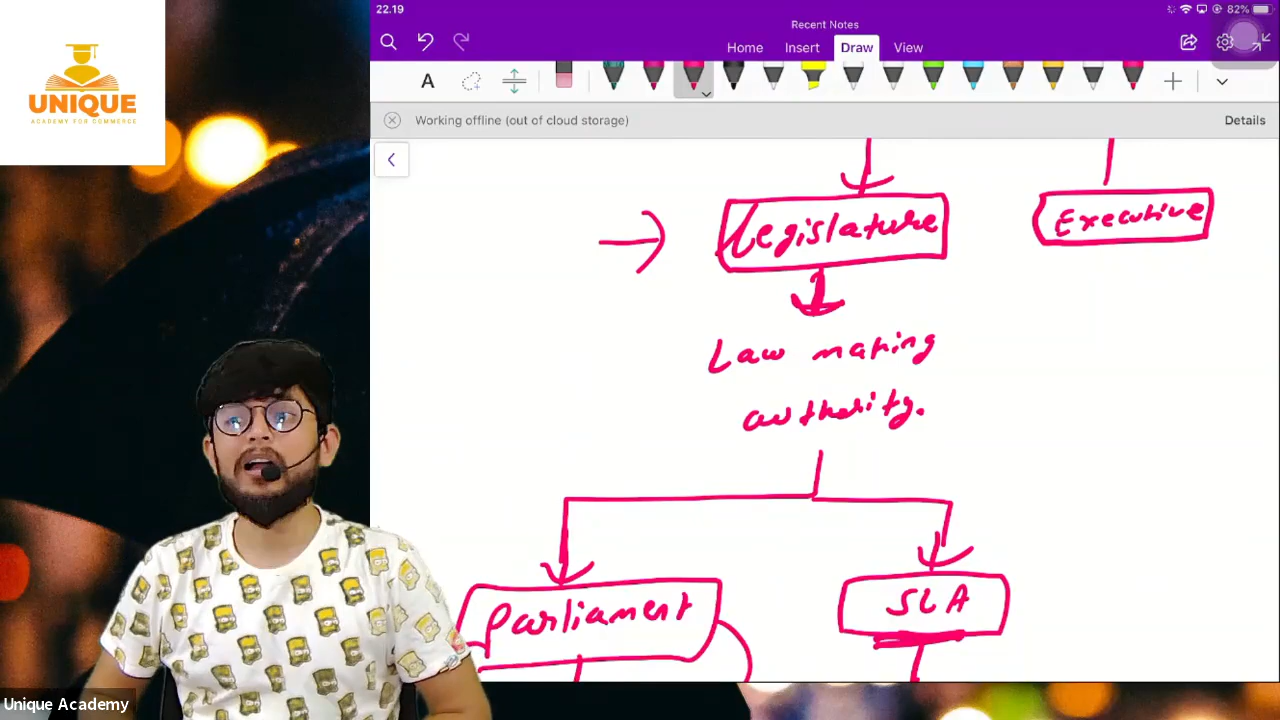 22.19
82%
Recent Notes
Home Insert Draw View
A
Working offline (out of cloud storage)
Details
UNIQUE
ACADEMY FOR COMMERCE
Legislature
Executive
Law making
authority.
Parliament
SLA
Unique Academy